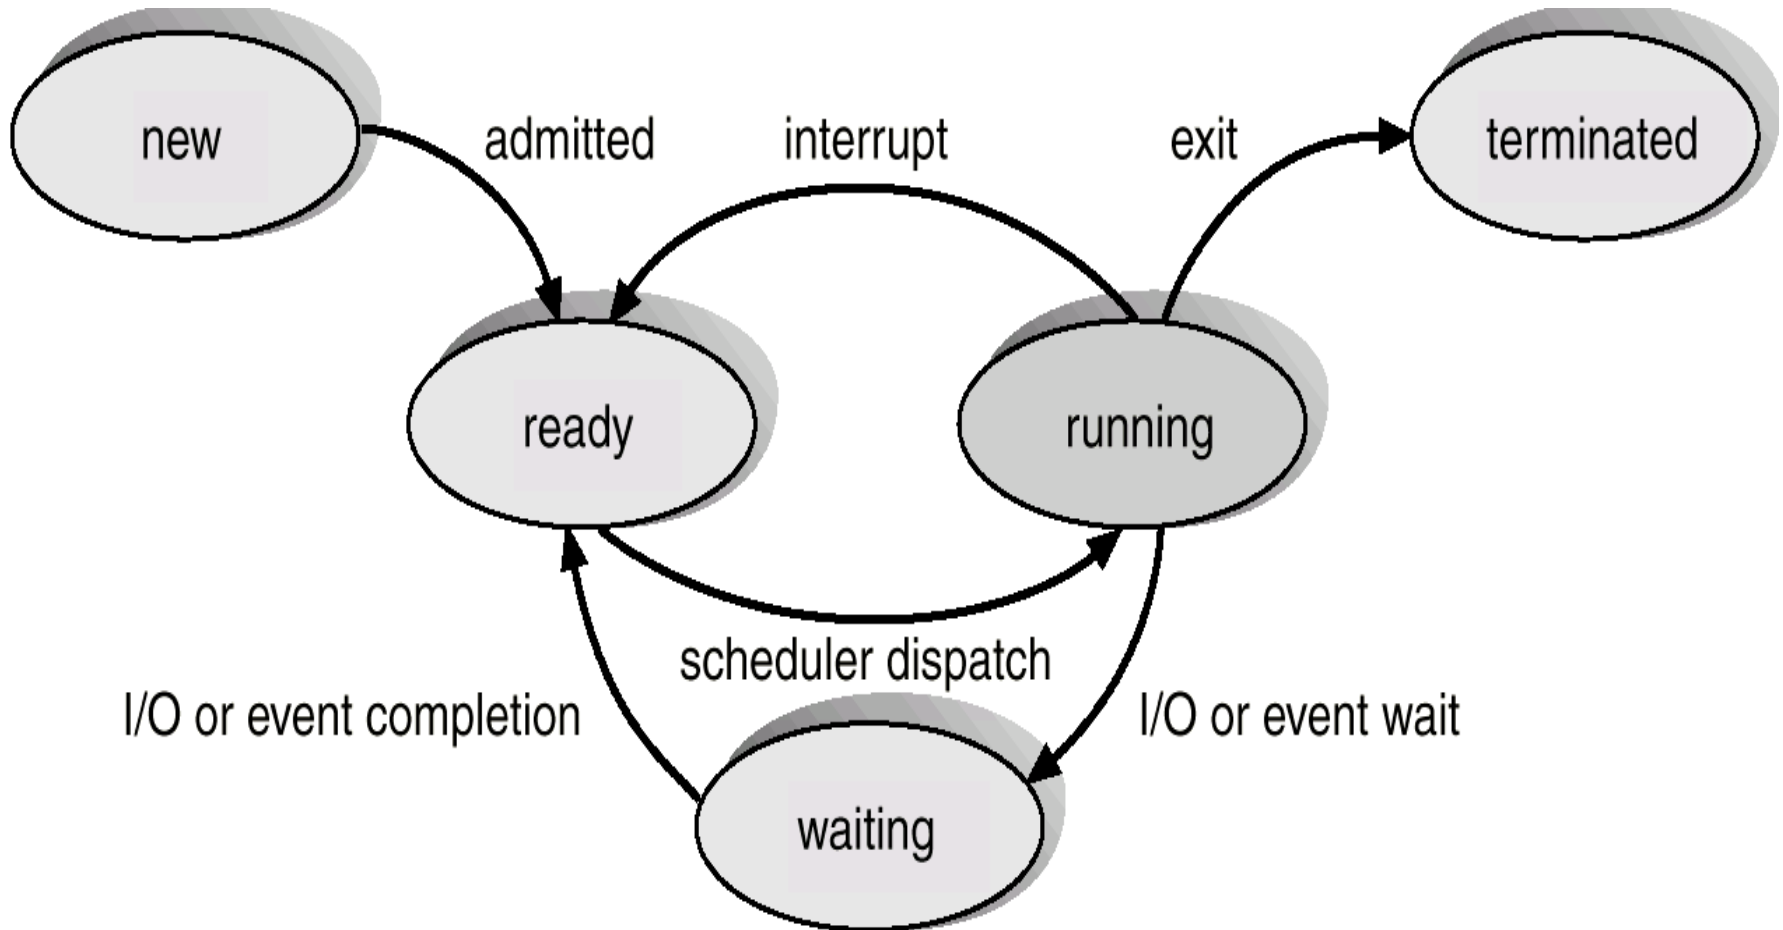 new
admitted
interrupt
exit
terminated
ready
running
scheduler dispatch
I/O or event completion
I/O or event wait
waiting